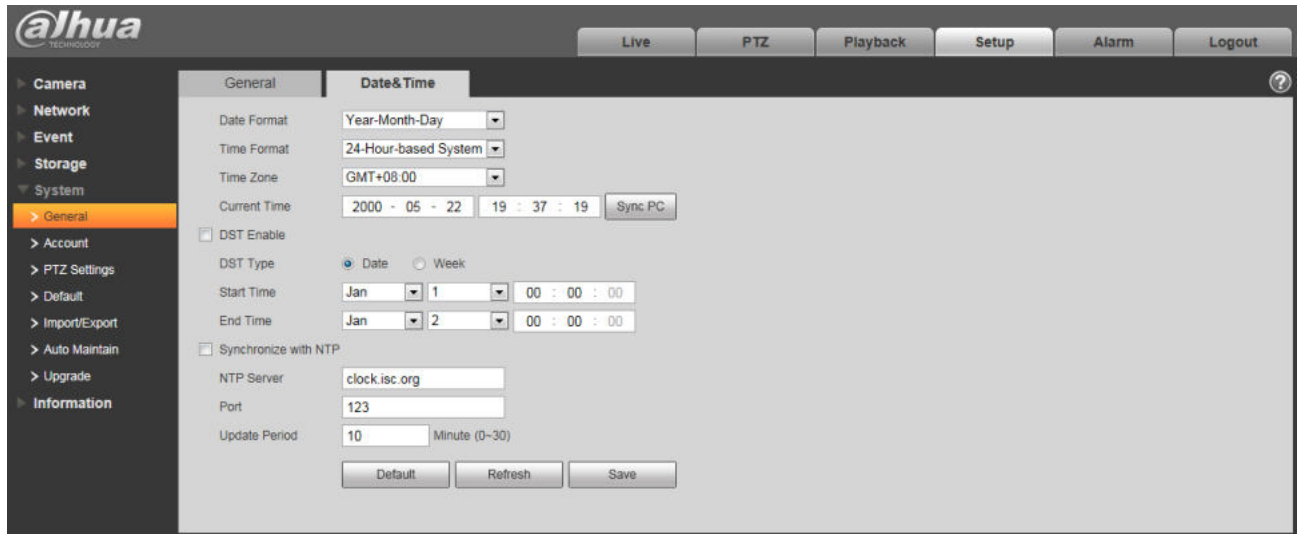 alhua
TECHNOLOGY
Live PTZ Playback Setup Alarm Logout
Camera
Network
Event
Storage
System
> General
> Account
> PTZ Settings
> Default
> Import/Export
> Auto Maintain
> Upgrade
Information
General Date&Time ?
Date Format Year-Month-Day
Time Format 24-Hour-based System
Time Zone GMT+08:00
Current Time 2000 - 05 - 22 19 : 37 : 19 Sync PC
DST Enable
DST Type Date Week
Start Time Jan 1 00 : 00 : 00
End Time Jan 2 00 : 00 : 00
Synchronize with NTP
NTP Server clock.isc.org
Port 123
Update Period 10 Minute (0~30)
Default Refresh Save